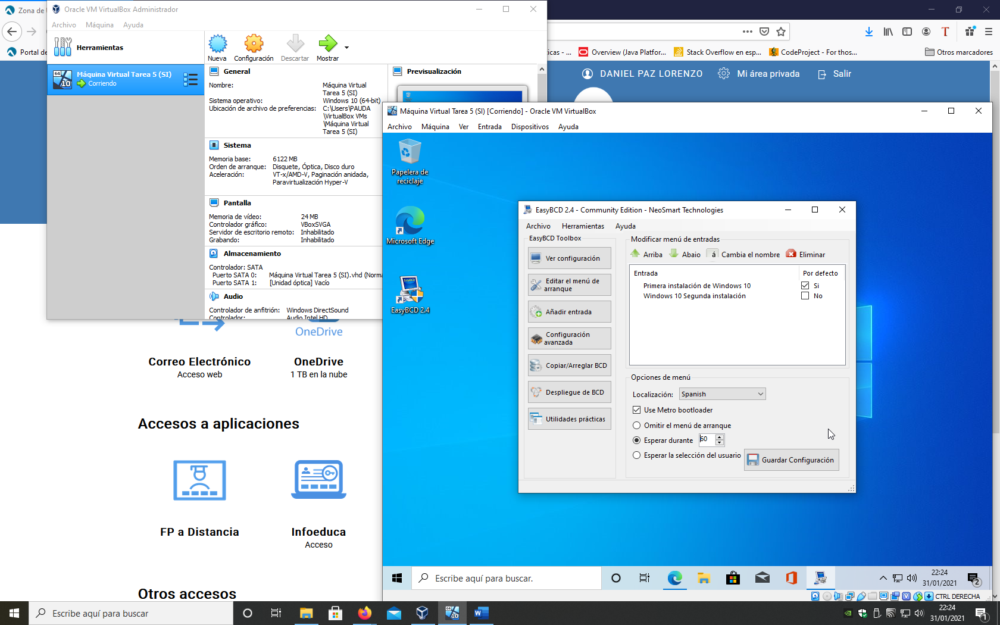 Zona de
Oracle VM VirtualBox Administrador
Archivo Máquina Ayuda
Herramientas
Nueva Configuración Descartar Mostrar
Portal de
icas - ...
Overview (Java Platfor...
Stack Overflow en esp...
CodeProject - For thos...
Otros marcadores
DANIEL PAZ LORENZO
Mi área privada
Salir
64
10
Máquina Virtual Tarea 5 (SI)
Corriendo
General
Nombre: Máquina Virtual
Tarea 5 (SI)
Sistema operativo: Windows 10 (64-bit)
Ubicación de archivo de preferencias: C:\Users\PAUDA
\VirtualBox VMs
\Máquina Virtual
Tarea 5 (SI)
Previsualización
Sistema
Memoria base: 6122 MB
Orden de arranque: Disquete, Óptica, Disco duro
Aceleración: VT-x/AMD-V, Paginación anidada,
Paravirtualización Hyper-V
Pantalla
Memoria de vídeo: 24 MB
Controlador gráfico: VBoxSVGA
Servidor de escritorio remoto: Inhabilitado
Grabando: Inhabilitado
Almacenamiento
Controlador: SATA
Puerto SATA 0: Máquina Virtual Tarea 5 (SI).vhd (Norma
Puerto SATA 1: [Unidad óptica] Vacío
Audio
Controlador de anfitrión: Windows DirectSound
Controlador: Audio Intel HD
Máquina Virtual Tarea 5 (SI) [Corriendo] - Oracle VM VirtualBox
Archivo Máquina Ver Entrada Dispositivos Ayuda
Papelera de
reciclaje
Microsoft Edge
EasyBCD 2.4
EasyBCD 2.4 - Community Edition - NeoSmart Technologies
Archivo Herramientas Ayuda
EasyBCD Toolbox
Ver configuración
Editar el menú de
arranque
Añadir entrada
Configuración
avanzada
Copiar/Arreglar BCD
Despliegue de BCD
Utilidades prácticas
Modificar menú de entradas
Arriba Abaio á Cambia el nombre Eliminar
Entrada Por defecto
Primera instalación de Windows 10 Si
Windows 10 Segunda instalación No
Opciones de menú
Localización: Spanish
Use Metro bootloader
Omitir el menú de arranque
Esperar durante 60
Esperar la selección del usuario
Guardar Configuración
OneDrive
Correo Electrónico
Acceso web
OneDrive
1 TB en la nube
Accesos a aplicaciones
FP a Distancia
Infoeduca
Acceso
Otros accesos
Escribe aquí para buscar.
22:24
31/01/2021
2
CTRL DERECHA
Escribe aquí para buscar
22:24
31/01/2021
1